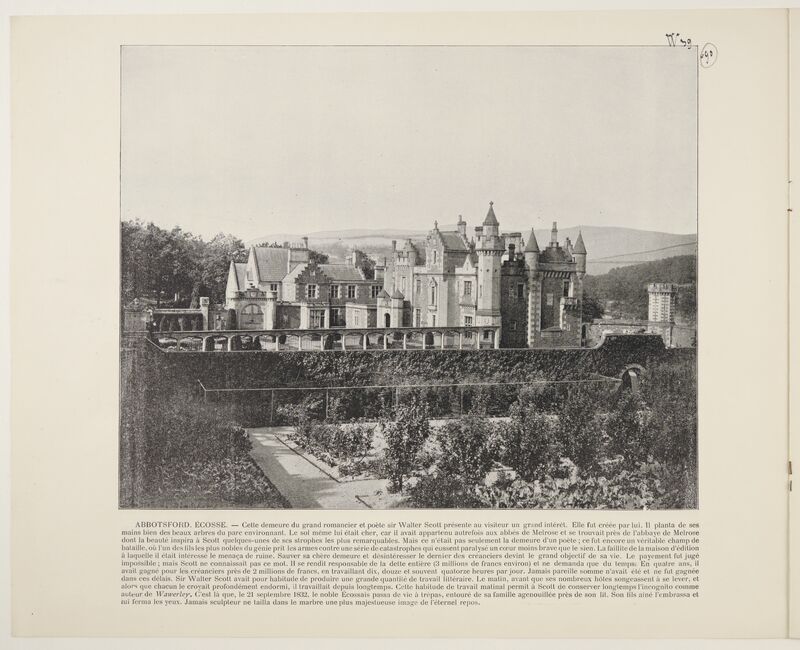 Nº 39
690
ABBOTSFORD. ÉCOSSE. — Cette demeure du grand romancier et poète sir Walter Scott présente au visiteur un grand intérêt. Elle fut créée par lui. Il planta de ses
mains bien des beaux arbres du parc environnant. Le sol même lui était cher, car il avait appartenu autrefois aux abbés de Melrose et se trouvait près de l'abbaye de Melrose
dont la beauté inspira à Scott quelques-unes de ses strophes les plus remarquables. Mais ce n'était pas seulement la demeure d'un poète ; ce fut encore un véritable champ de
bataille, où l'un des fils les plus nobles du génie prit les armes contre une série de catastrophes qui eussent paralysé un cœur moins brave que le sien. La faillite de la maison d'édition
à laquelle il était intéressé le menaça de ruine. Sauver sa chère demeure et désintéresser le dernier des créanciers devint le grand objectif de sa vie. Le payement fut jugé
impossible ; mais Scott ne connaissait pas ce mot. Il se rendit responsable de la dette entière (3 millions de francs environ) et ne demanda que du temps. En quatre ans, il
avait gagné pour les créanciers près de 2 millions de francs, en travaillant dix, douze et souvent quatorze heures par jour. Jamais pareille somme n'avait été et ne fut gagnée
dans ces délais. Sir Walter Scott avait pour habitude de produire une grande quantité de travail littéraire. Le matin, avant que ses nombreux hôtes songeassent à se lever, et
alors que chacun le croyait profondément endormi, il travaillait depuis longtemps. Cette habitude de travail matinal permit à Scott de conserver longtemps l'incognito comme
auteur de Wawerley. C'est là que, le 21 septembre 1832, le noble Écossais passa de vie à trépas, entouré de sa famille agenouillée près de son lit. Son fils aîné l'embrassa et
lui ferma les yeux. Jamais sculpteur ne tailla dans le marbre une plus majestueuse image de l'éternel repos.